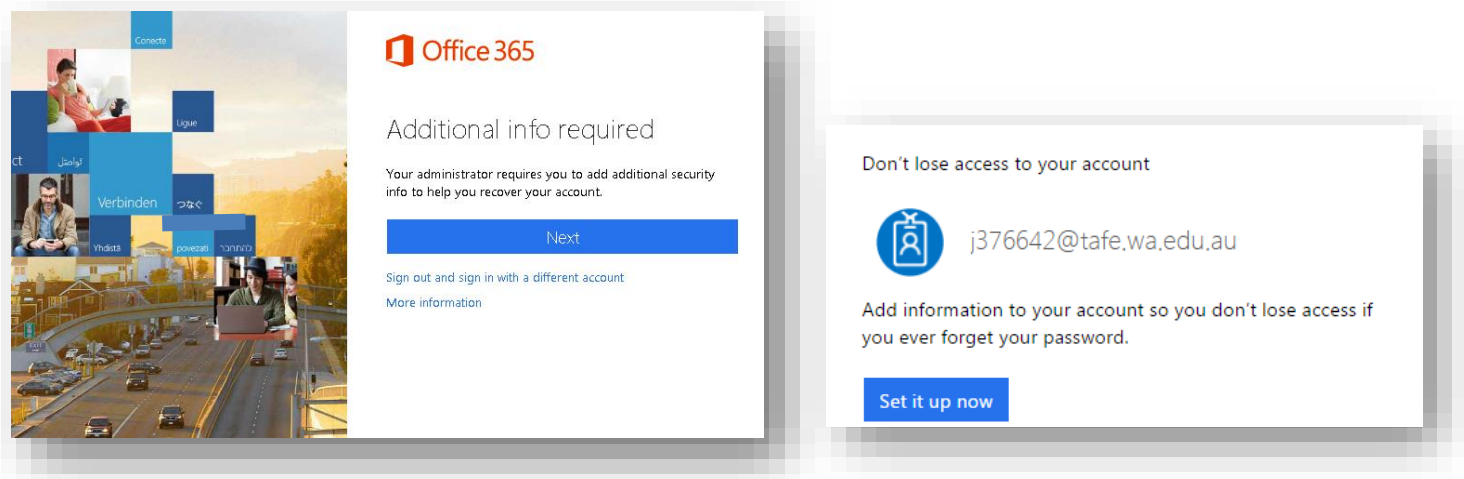 Conecte
Ligue
ct
تواصل
Verbinden
つなぐ
Yhdistä
povezati
להתחבר
EXIT
Office 365
Additional info required
Your administrator requires you to add additional security
info to help you recover your account.
Next
Sign out and sign in with a different account
More information
Don't lose access to your account
j376642@tafe.wa.edu.au
Add information to your account so you don't lose access if
you ever forget your password.
Set it up now